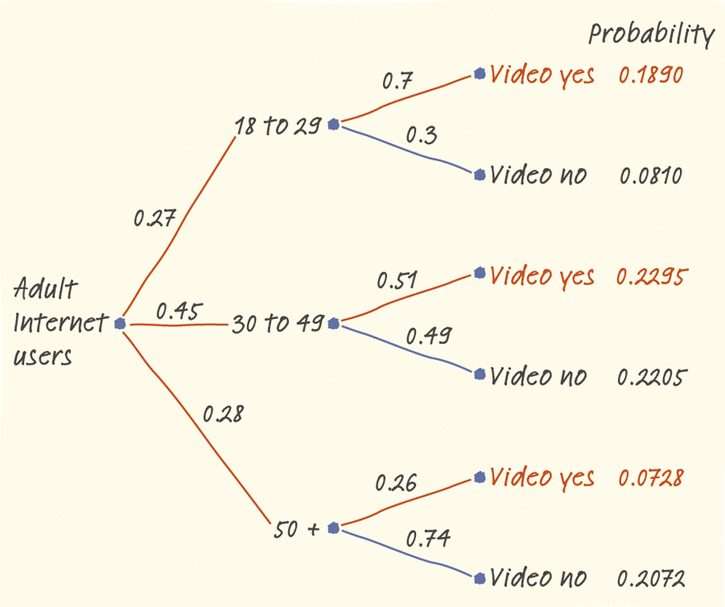 Probability
0.7
Video yes 0.1890
18 to 29
0.3
Video no 0.0810
0.27
Adult
Internet
users
0.45
30 to 49
0.51
Video yes 0.2295
0.49
Video no 0.2205
0.28
50 +
0.26
Video yes 0.0728
0.74
Video no 0.2072